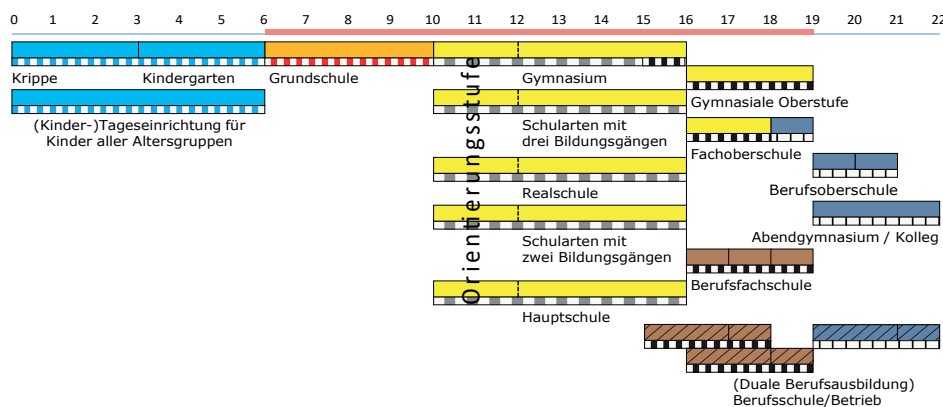 0 1 2 3 4 5 6 7 8 9 10 11 12 13 14 15 16 17 18 19 20 21 22
Krippe
Kindergarten
Grundschule
Gymnasium
Orientierungsstufe
Gymnasiale Oberstufe
(Kinder-)Tageseinrichtung für
Kinder aller Altersgruppen
Schularten mit
drei Bildungsgängen
Fachoberschule
Realschule
Berufsoberschule
Schularten mit
zwei Bildungsgängen
Abendgymnasium / Kolleg
Berufsfachschule
Hauptschule
(Duale Berufsausbildung)
Berufsschule/Betrieb